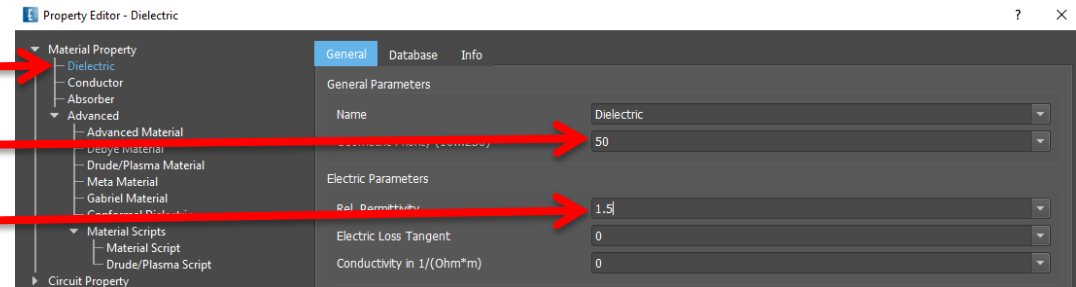 Property Editor - Dielectric
?
Material Property
Dielectric
Conductor
Absorber
Advanced
Advanced Material
Debye Material
Drude/Plasma Material
Meta Material
Gabriel Material
Conformal Dielectric
Material Scripts
Material Script
Drude/Plasma Script
Circuit Property
General Database Info
General Parameters
Name Dielectric
50
Electric Parameters
Rel. Permittivity 1.5
Electric Loss Tangent 0
Conductivity in 1/(Ohm*m) 0